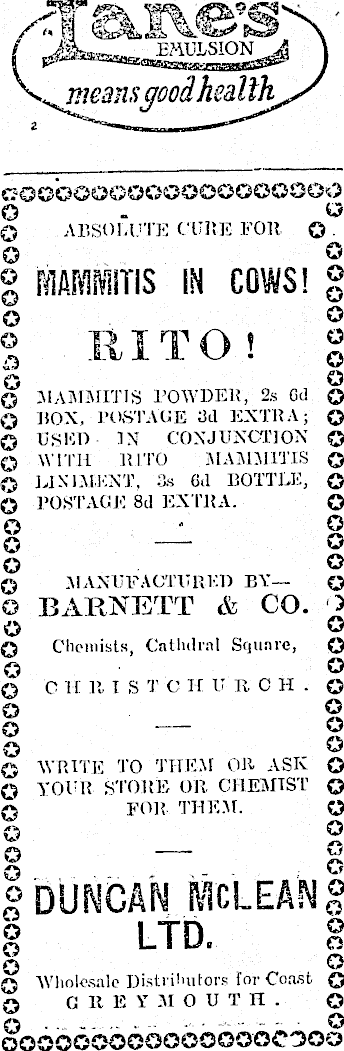 Lane's
EMULSION
means good health
2
ABSOLUTE CURE FOR
MAMMITIS IN COWS!
RITO!
MAMMITIS POWDER, 2s 6d
BOX, POSTAGE 3d EXTRA;
USED IN CONJUNCTION
WITH RITO MAMMITIS
LINIMENT, 3s 6d BOTTLE,
POSTAGE 8d EXTRA.
MANUFACTURED BY—
BARNETT & CO.
Chemists, Cathdral Square,
CHRISTCHURCH.
WRITE TO THEM OR ASK
YOUR STORE OR CHEMIST
FOR THEM.
DUNCAN McLEAN
LTD.
Wholesale Distributors for Coast
GREYMOUTH.